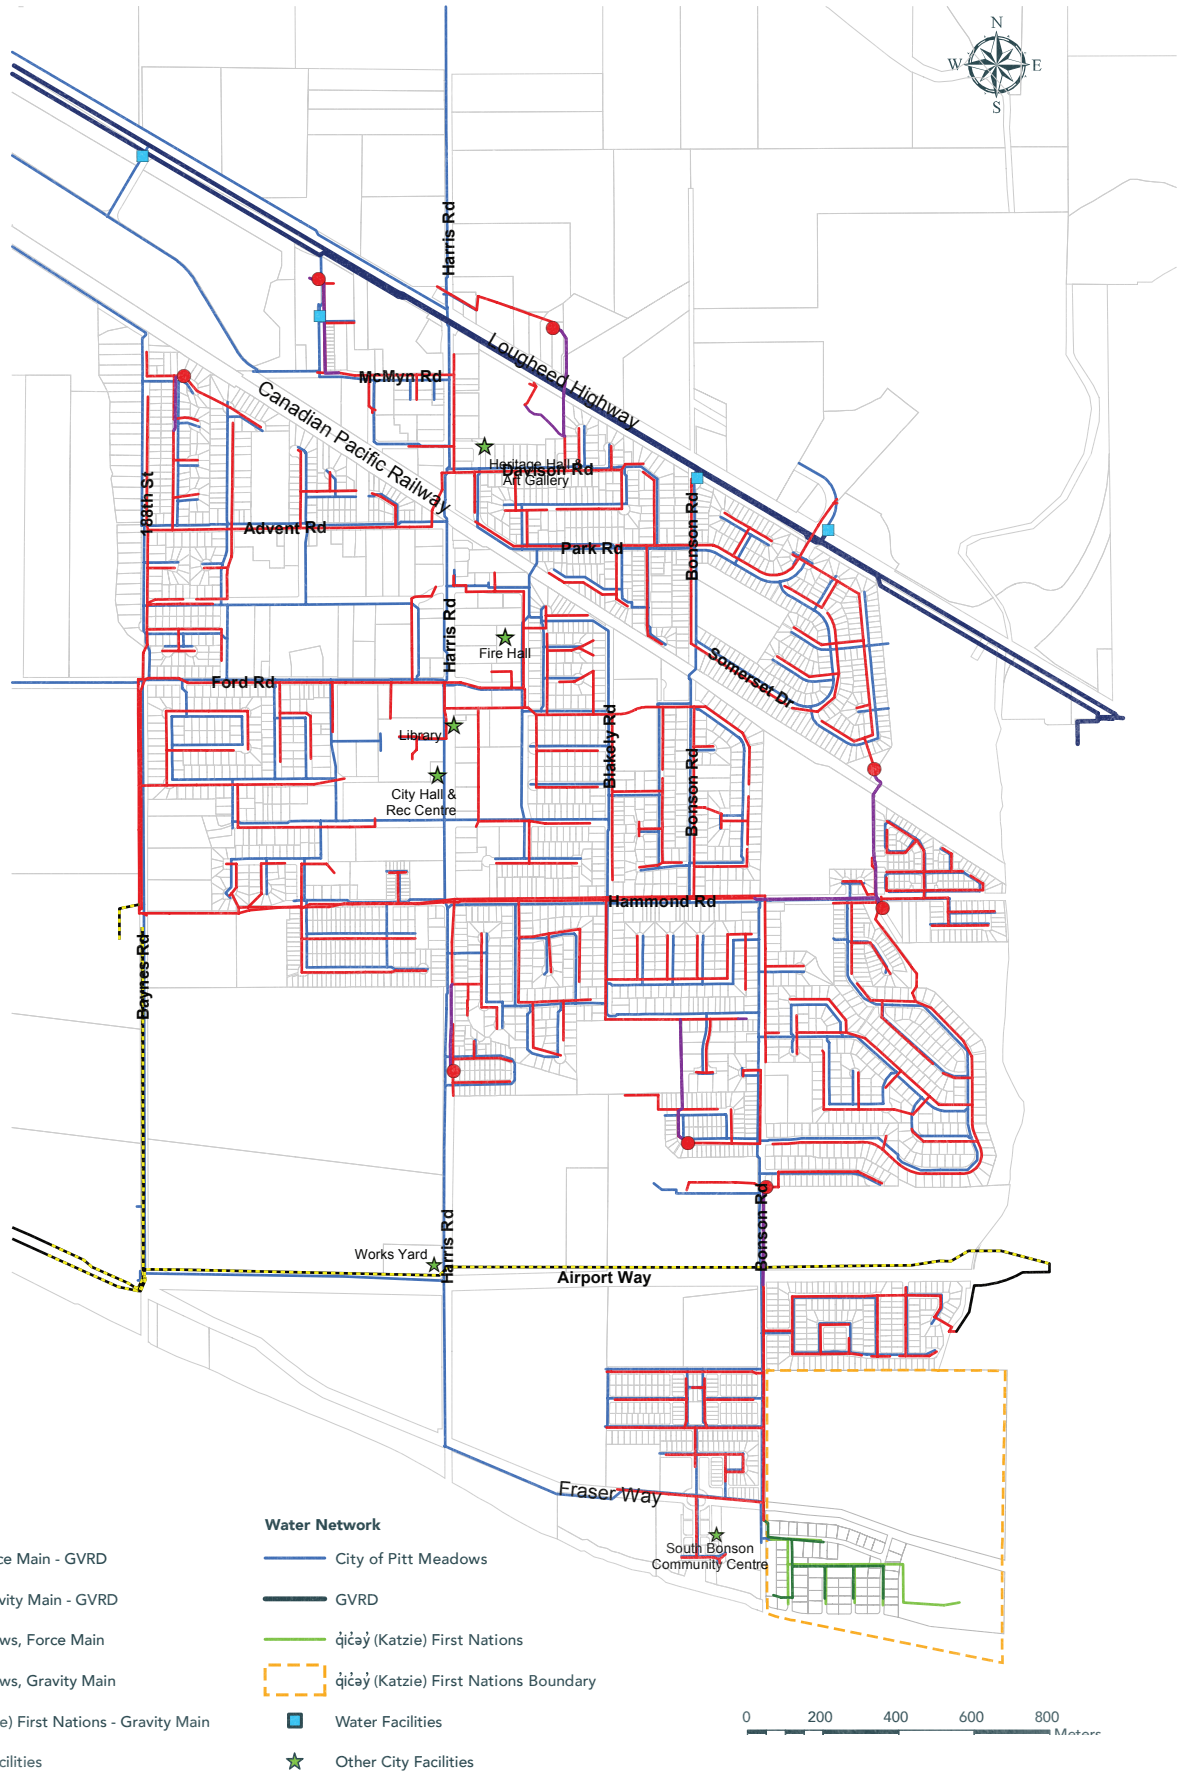 N
W E
S
Harris Rd
Lougheed Highway
McMyn Rd
Canadian Pacific Railway
Heritage Hall &
Art Gallery
Davison Rd
188th St
Advent Rd
Park Rd
Bonson Rd
Harris Rd
Fire Hall
Somerset Dr
Ford Rd
Library
Blakely Rd
Bonson Rd
City Hall &
Rec Centre
Hammond Rd
Baynes Rd
Works Yard
Harris Rd
Airport Way
Bonson Rd
Fraser Way
South Bonson
Community Centre
Water Network
ce Main - GVRD
City of Pitt Meadows
vity Main - GVRD
GVRD
ws, Force Main
q̓ic̓əy̓ (Katzie) First Nations
ws, Gravity Main
q̓ic̓əy̓ (Katzie) First Nations Boundary
e) First Nations - Gravity Main
Water Facilities
cilities
Other City Facilities
0 200 400 600 800
Meters